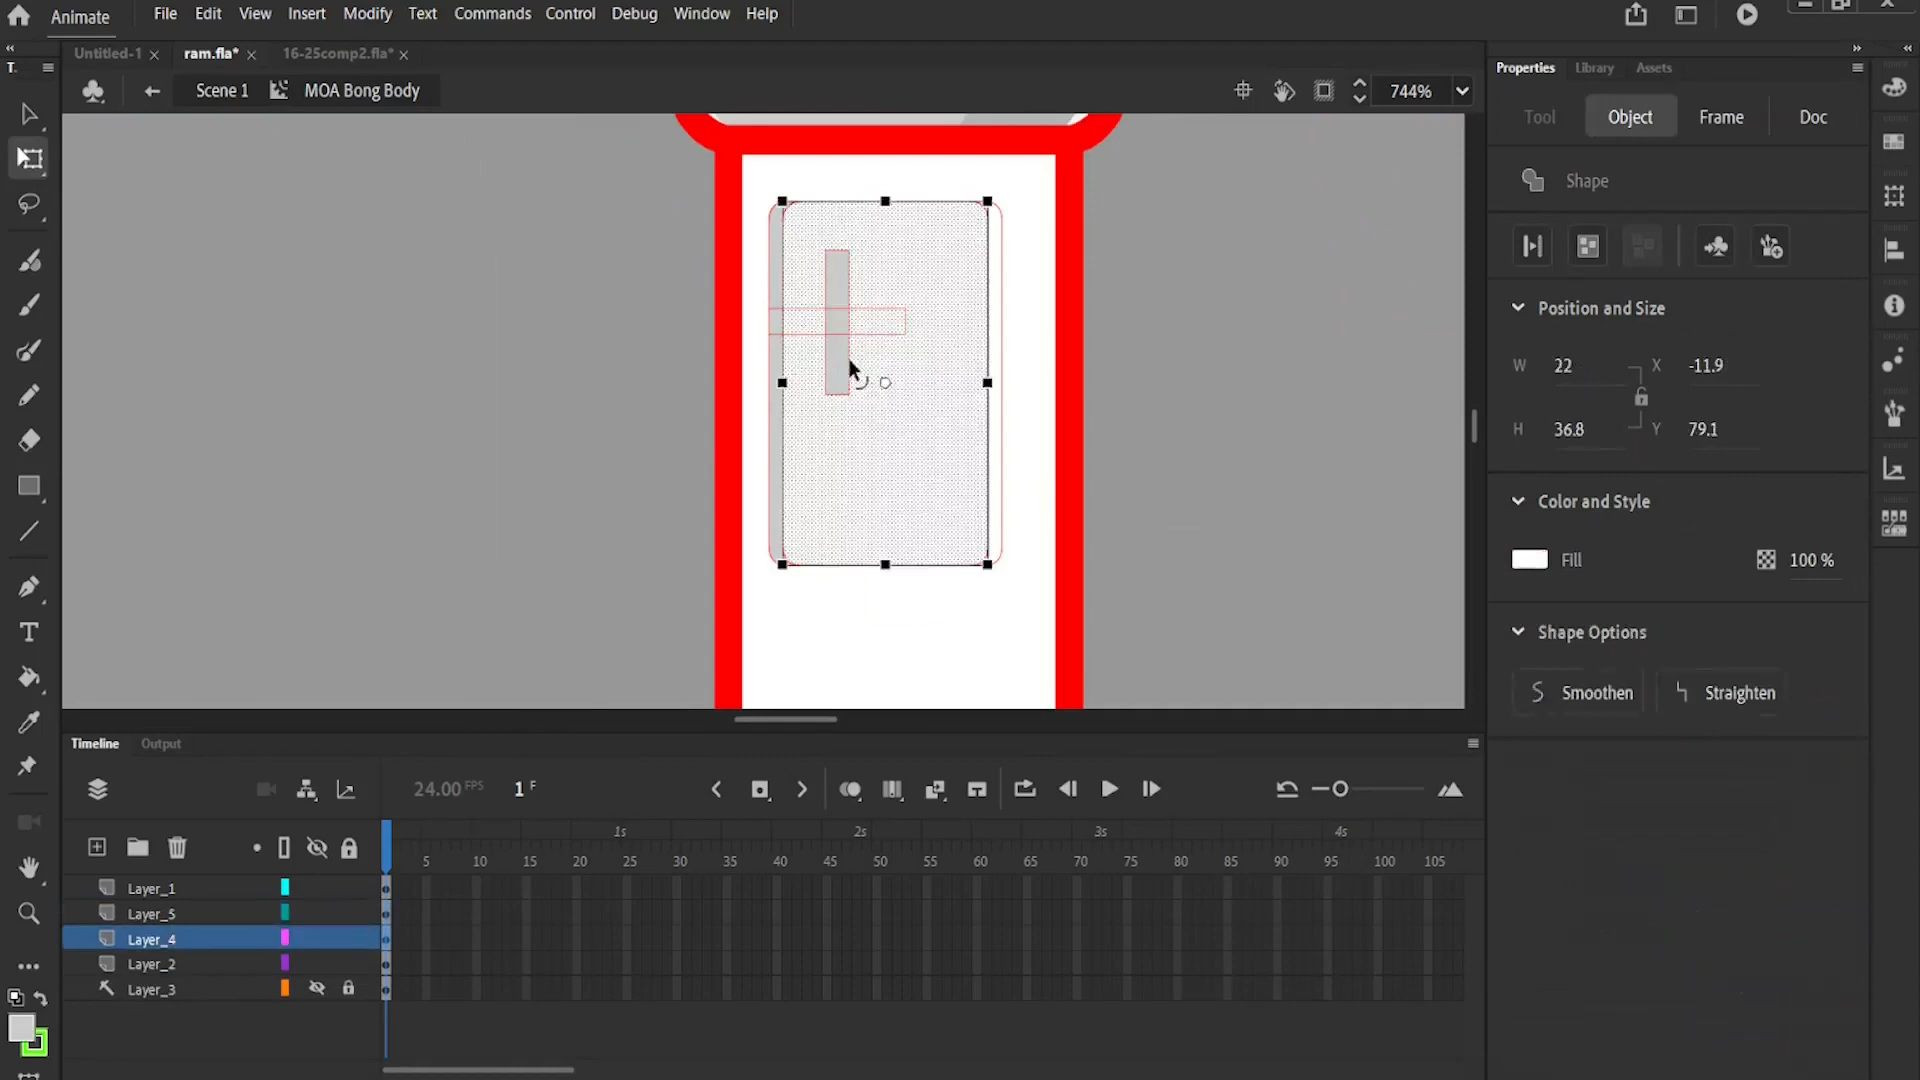 Animate File Edit View Insert Modify Text Commands Control Debug Window Help
Untitled-1 ram.fla* 16-25comp2.fla*
Scene 1 MOA Bong Body 744%
T.
Properties Library Assets
Tool Object Frame Doc
Shape
Position and Size
W 22 X -11.9
H 36.8 Y 79.1
Color and Style
Fill 100 %
Shape Options
Smoothen Straighten
Timeline Output
24.00 FPS 1 F
1s 2s 3s 4s
5 10 15 20 25 30 35 40 45 50 55 60 65 70 75 80 85 90 95 100 105
Layer_1
Layer_5
Layer_4
Layer_2
Layer_3